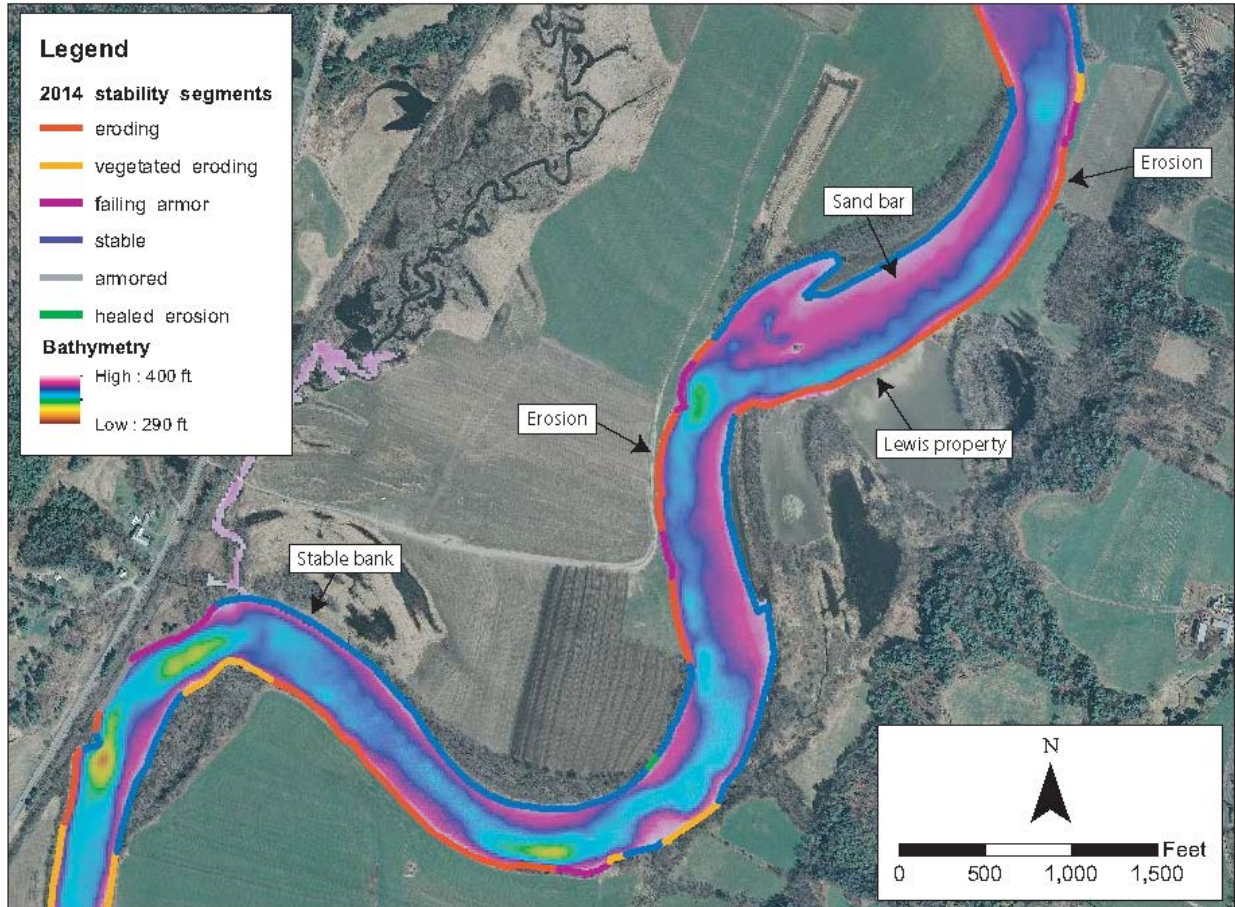 Legend
2014 stability segments
eroding
vegetated eroding
failing armor
stable
armored
healed erosion
Bathymetry
High : 400 ft
Low : 290 ft
Erosion
Sand bar
Erosion
Lewis property
Stable bank
N
Feet
0 500 1,000 1,500